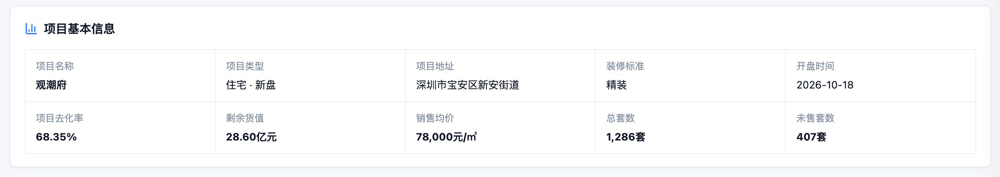 项目基本信息
项目名称
观潮府
项目类型
住宅 · 新盘
项目地址
深圳市宝安区新安街道
装修标准
精装
开盘时间
2026-10-18
项目去化率
68.35%
剩余货值
28.60亿元
销售均价
78,000元/㎡
总套数
1,286套
未售套数
407套